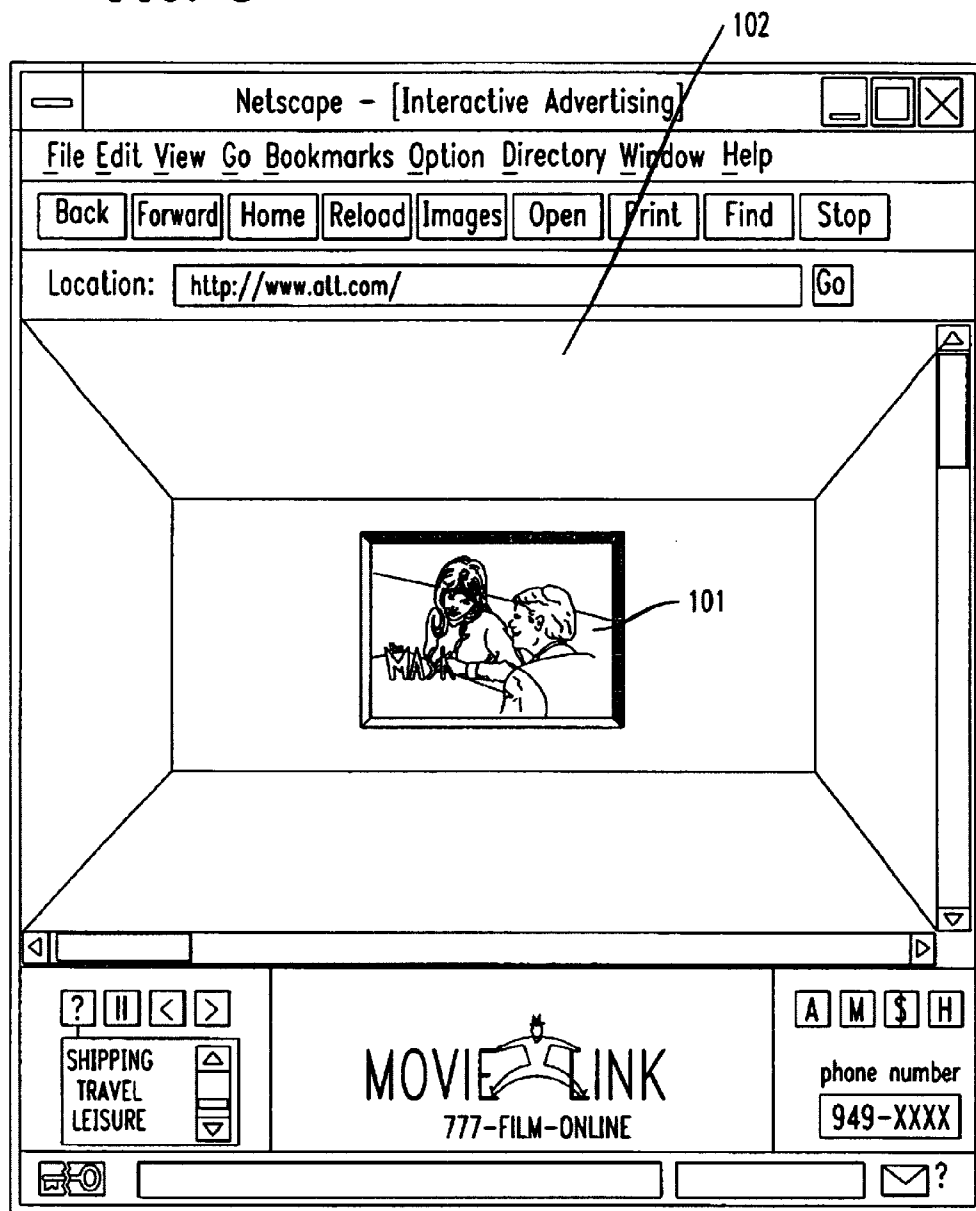 102
Netscape - [Interactive Advertising]
File Edit View Go Bookmarks Option Directory Window Help
Back Forward Home Reload Images Open Print Find Stop
Location: http://www.att.com/ Go
101
MASK
? || < >
A M $ H
SHIPPING
TRAVEL
LEISURE
MOVIE LINK
777-FILM-ONLINE
phone number
949-XXXX
?